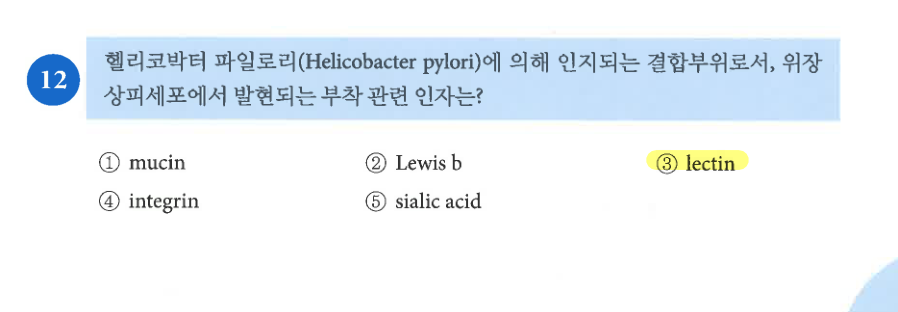 12
헬리코박터 파일로리(Helicobacter pylori)에 의해 인지되는 결합부위로서, 위장
상피세포에서 발현되는 부착 관련 인자는?
① mucin ② Lewis b ③ lectin
④ integrin ⑤ sialic acid